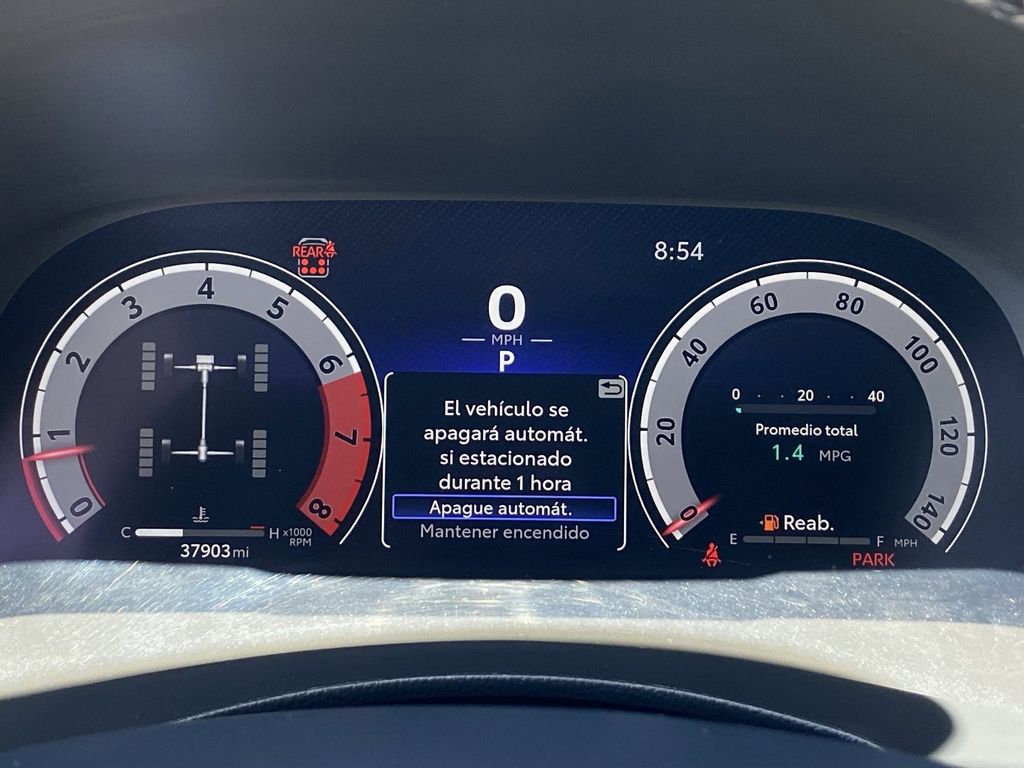 REAR
8:54
0
MPH
P
0
1
2
3
4
5
6
7
8
C
H
x1000
RPM
37903 mi
El vehículo se
apagará automát.
si estacionado
durante 1 hora
Apague automát.
Mantener encendido
0
20
40
60
80
100
120
140
MPH
0 20 40
Promedio total
1.4 MPG
Reab.
E
F
PARK